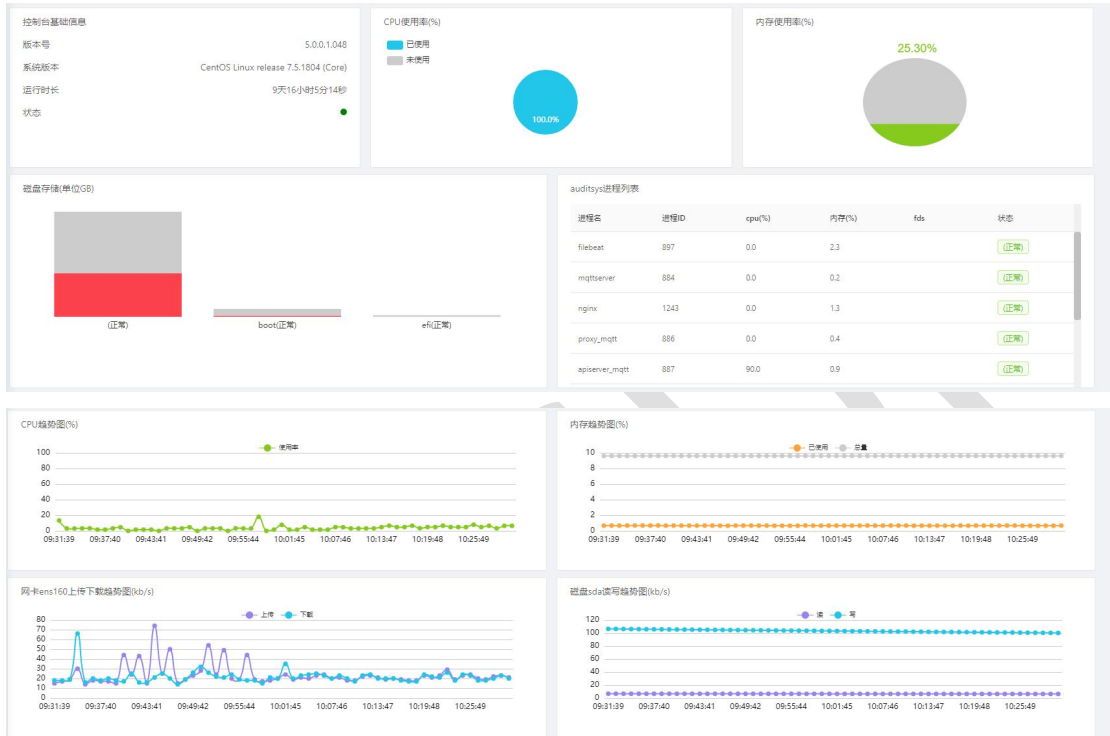 控制台基础信息
版本号 5.0.0.1.048
系统版本 CentOS Linux release 7.5.1804 (Core)
运行时长 9天16小时5分14秒
状态
CPU使用率(%)
已使用
未使用
100.0%
内存使用率(%)
25.30%
磁盘存储(单位GB)
(正常) boot(正常) efi(正常)
auditsys进程列表
进程名 进程ID cpu(%) 内存(%) fds 状态
filebeat 897 0.0 2.3 (正常)
mqttserver 884 0.0 0.2 (正常)
nginx 1243 0.0 1.3 (正常)
proxy_mqtt 886 0.0 0.4 (正常)
apiserver_mqtt 887 90.0 0.9 (正常)
CPU趋势图(%)
使用率
100
80
60
40
20
0
09:31:39 09:37:40 09:43:41 09:49:42 09:55:44 10:01:45 10:07:46 10:13:47 10:19:48 10:25:49
内存趋势图(%)
已使用 总量
10
8
6
4
2
0
09:31:39 09:37:40 09:43:41 09:49:42 09:55:44 10:01:45 10:07:46 10:13:47 10:19:48 10:25:49
网卡ens160上传下载趋势图(kb/s)
上传 下载
80
70
60
50
40
30
20
10
0
09:31:39 09:37:40 09:43:41 09:49:42 09:55:44 10:01:45 10:07:46 10:13:47 10:19:48 10:25:49
磁盘sda读写趋势图(kb/s)
读 写
120
100
80
60
40
20
0
09:31:39 09:37:40 09:43:41 09:49:42 09:55:44 10:01:45 10:07:46 10:13:47 10:19:48 10:25:49